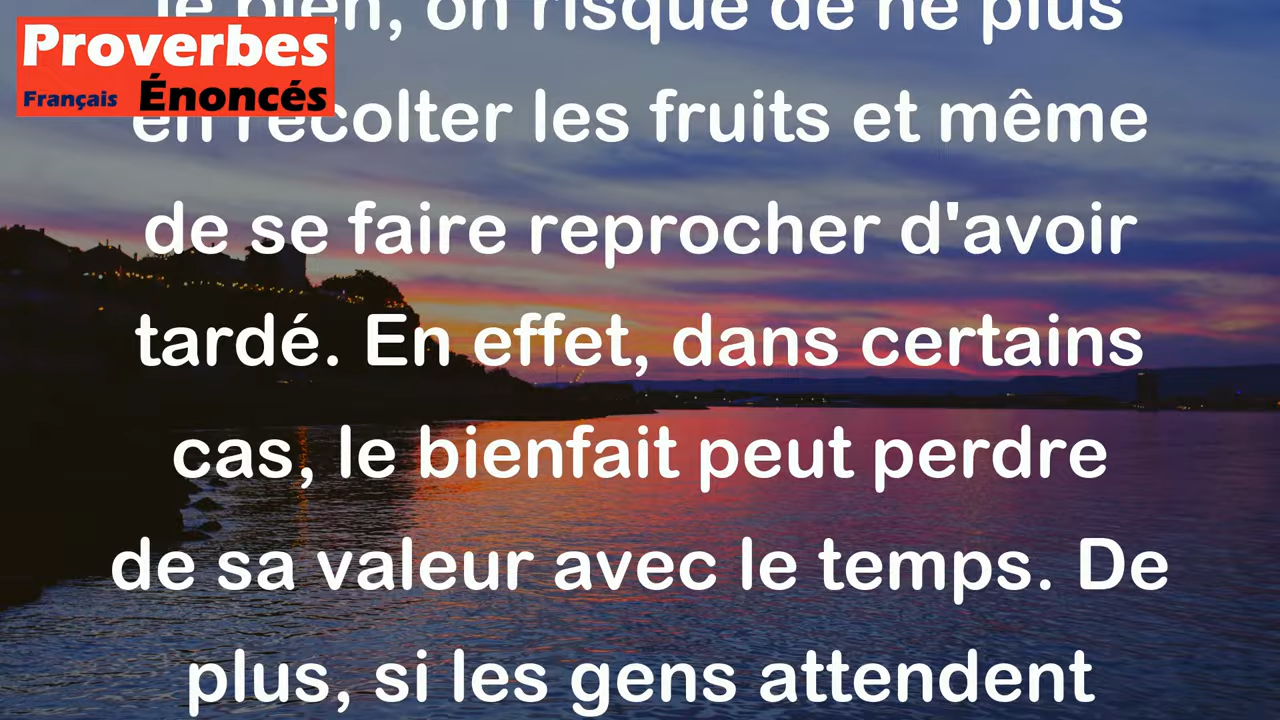 Proverbes
Français Énoncés
le bien, on risque de ne plus
en récolter les fruits et même
de se faire reprocher d'avoir
tardé. En effet, dans certains
cas, le bienfait peut perdre
de sa valeur avec le temps. De
plus, si les gens attendent